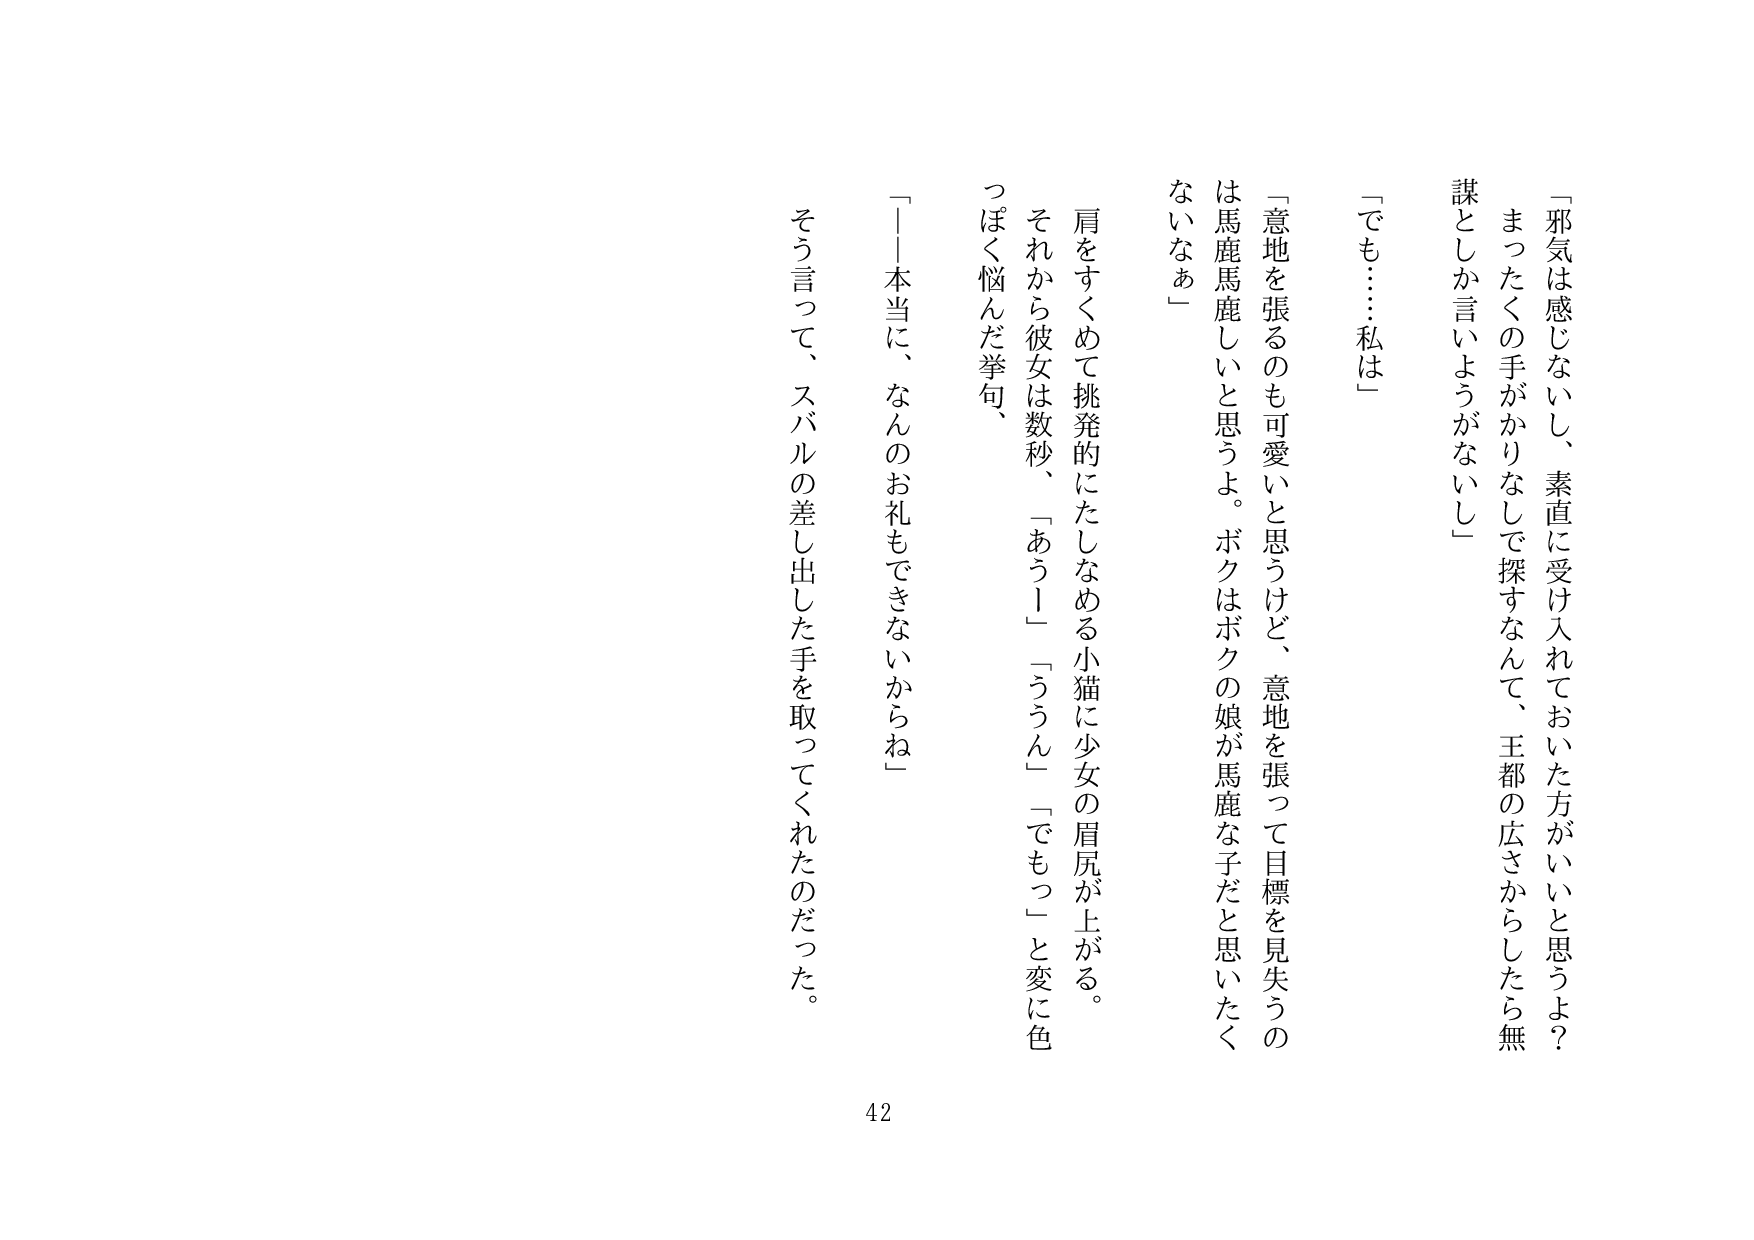 「邪気は感じないし、素直に受け入れておいた方がいいと思うよ？
まったくの手がかりなしで探すなんて、王都の広さからしたら無
謀としか言いようがないし」
「でも……私は」
「意地を張るのも可愛いと思うけど、意地を張って目標を見失うの
は馬鹿馬鹿しいと思うよ。ボクはボクの娘が馬鹿な子だと思いたく
ないなぁ」
肩をすくめて挑発的にたしなめる小猫に少女の眉尻が上がる。
それから彼女は数秒、「あうー」「ううん」「でもっ」と変に色
っぽく悩んだ挙句、
「――本当に、なんのお礼もできないからね」
そう言って、スバルの差し出した手を取ってくれたのだった。
42